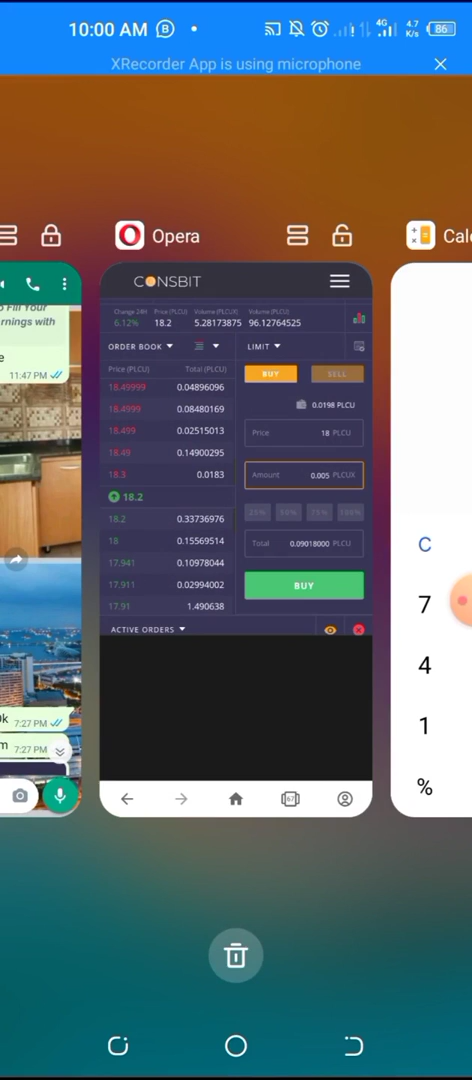 10:00 AM B 4G 4.7 K/s 86
XRecorder App is using microphone
Opera
CONSBIT
Change 24H Price (PLCU) Volume (PLCUX) Volume (PLCU)
6.12% 18.2 5.28173875 96.12764525
ORDER BOOK
LIMIT
Price (PLCU) Total (PLCU)
18.49999 0.04896096
18.4999 0.08480169
18.499 0.02515013
18.49 0.14900295
18.3 0.0183
18.2
18.2 0.33736976
18 0.15569514
17.941 0.10978044
17.911 0.02994002
17.91 1.490638
BUY SELL
0.0198 PLCU
Price 18 PLCU
Amount 0.005 PLCUX
25% 50% 75% 100%
Total 0.09018000 PLCU
BUY
ACTIVE ORDERS
67
Fill Your
rnings with
e
11:47 PM
0k 7:27 PM
m 7:27 PM
Calc
C
7
4
1
%